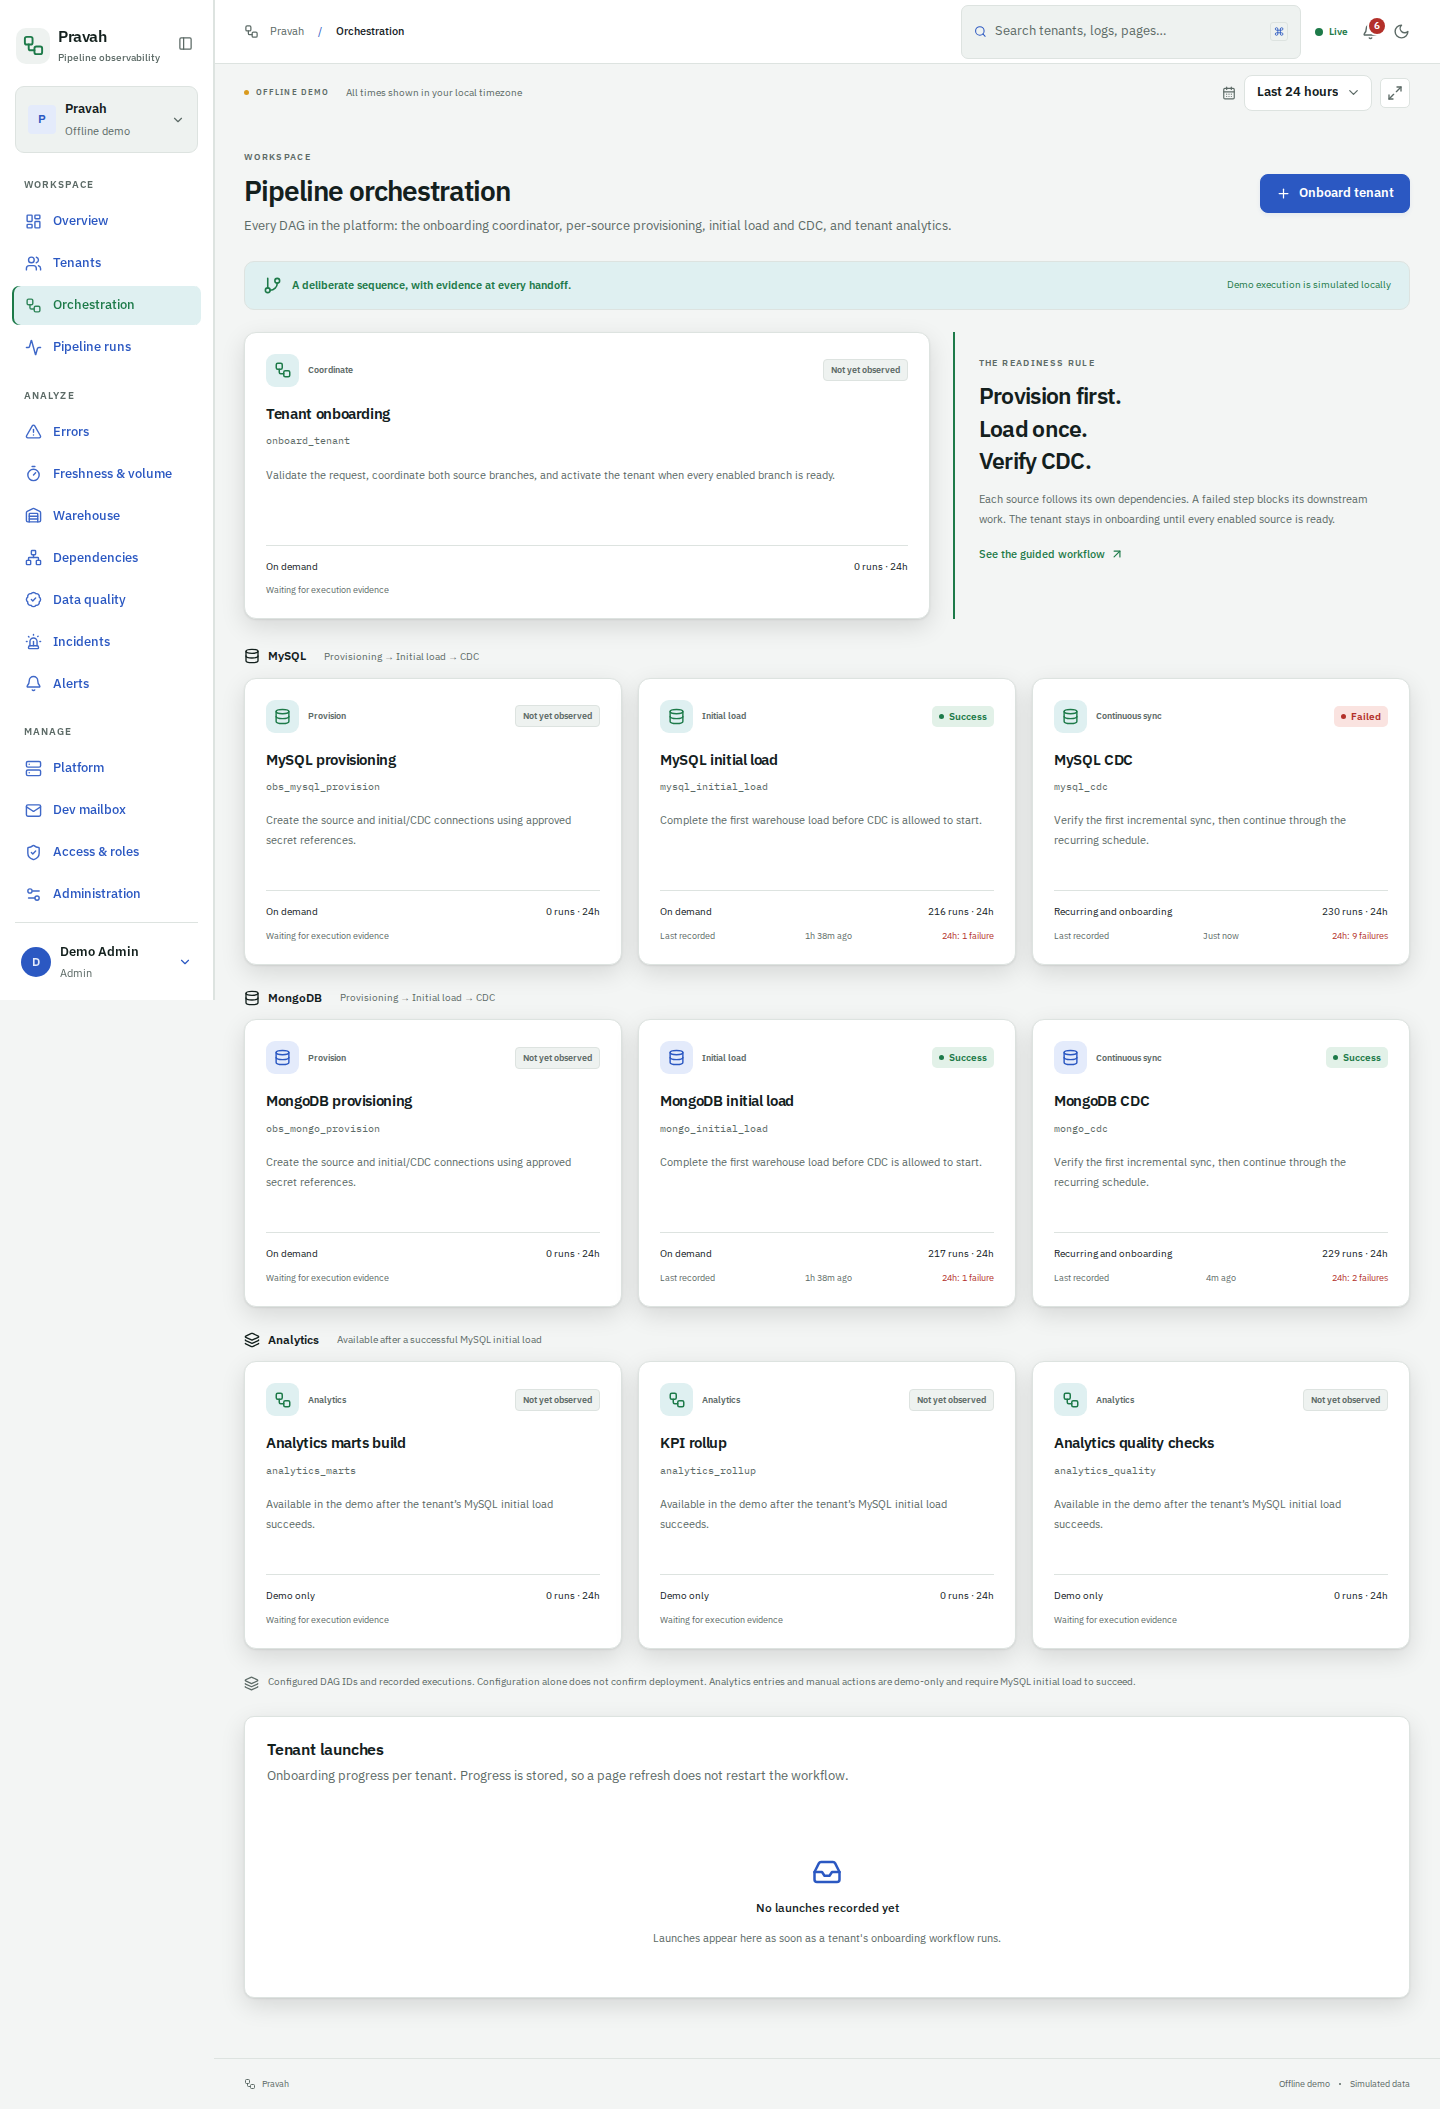 Pravah
Pipeline observability
P
Pravah
Offline demo
WORKSPACE
Overview
Tenants
Orchestration
Pipeline runs
ANALYZE
Errors
Freshness & volume
Warehouse
Dependencies
Data quality
Incidents
Alerts
MANAGE
Platform
Dev mailbox
Access & roles
Administration
D
Demo Admin
Admin
Pravah / Orchestration
Search tenants, logs, pages... ⌘
Live
6
OFFLINE DEMO All times shown in your local timezone
Last 24 hours
WORKSPACE
Pipeline orchestration
Every DAG in the platform: the onboarding coordinator, per-source provisioning, initial load and CDC, and tenant analytics.
Onboard tenant
A deliberate sequence, with evidence at every handoff.
Demo execution is simulated locally
Coordinate
Not yet observed
Tenant onboarding
onboard_tenant
Validate the request, coordinate both source branches, and activate the tenant when every enabled branch is ready.
On demand
0 runs · 24h
Waiting for execution evidence
THE READINESS RULE
Provision first.
Load once.
Verify CDC.
Each source follows its own dependencies. A failed step blocks its downstream
work. The tenant stays in onboarding until every enabled source is ready.
See the guided workflow
MySQL Provisioning → Initial load → CDC
Provision
Not yet observed
MySQL provisioning
obs_mysql_provision
Create the source and initial/CDC connections using approved
secret references.
On demand
0 runs · 24h
Waiting for execution evidence
Initial load
Success
MySQL initial load
mysql_initial_load
Complete the first warehouse load before CDC is allowed to start.
On demand
216 runs · 24h
Last recorded 1h 38m ago 24h: 1 failure
Continuous sync
Failed
MySQL CDC
mysql_cdc
Verify the first incremental sync, then continue through the
recurring schedule.
Recurring and onboarding
230 runs · 24h
Last recorded Just now 24h: 9 failures
MongoDB Provisioning → Initial load → CDC
Provision
Not yet observed
MongoDB provisioning
obs_mongo_provision
Create the source and initial/CDC connections using approved
secret references.
On demand
0 runs · 24h
Waiting for execution evidence
Initial load
Success
MongoDB initial load
mongo_initial_load
Complete the first warehouse load before CDC is allowed to start.
On demand
217 runs · 24h
Last recorded 1h 38m ago 24h: 1 failure
Continuous sync
Success
MongoDB CDC
mongo_cdc
Verify the first incremental sync, then continue through the
recurring schedule.
Recurring and onboarding
229 runs · 24h
Last recorded 4m ago 24h: 2 failures
Analytics Available after a successful MySQL initial load
Analytics
Not yet observed
Analytics marts build
analytics_marts
Available in the demo after the tenant's MySQL initial load
succeeds.
Demo only
0 runs · 24h
Waiting for execution evidence
Analytics
Not yet observed
KPI rollup
analytics_rollup
Available in the demo after the tenant's MySQL initial load
succeeds.
Demo only
0 runs · 24h
Waiting for execution evidence
Analytics
Not yet observed
Analytics quality checks
analytics_quality
Available in the demo after the tenant's MySQL initial load
succeeds.
Demo only
0 runs · 24h
Waiting for execution evidence
Configured DAG IDs and recorded executions. Configuration alone does not confirm deployment. Analytics entries and manual actions are demo-only and require MySQL initial load to succeed.
Tenant launches
Onboarding progress per tenant. Progress is stored, so a page refresh does not restart the workflow.
No launches recorded yet
Launches appear here as soon as a tenant's onboarding workflow runs.
Pravah
Offline demo • Simulated data